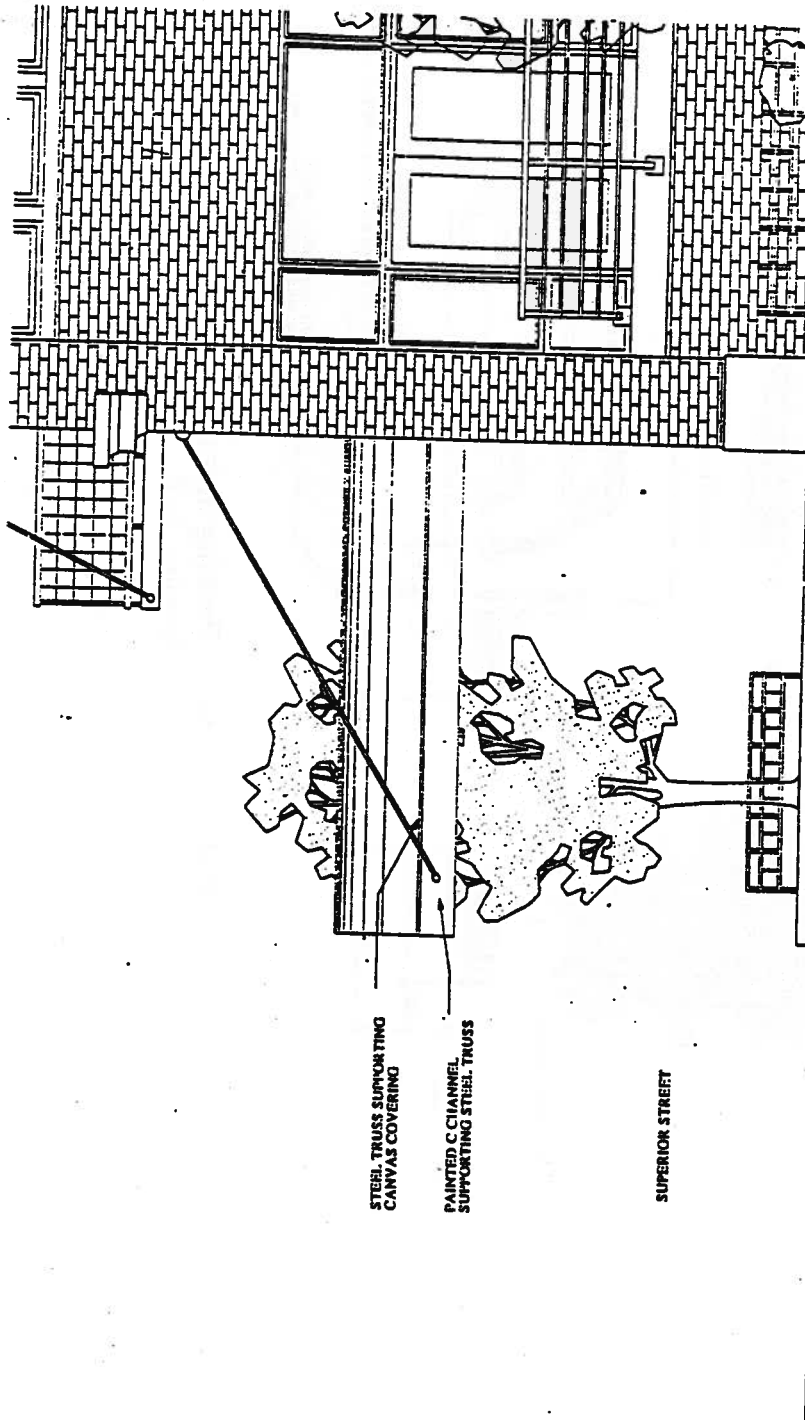 STEEL TRUSS SUPPORTING
CANVAS COVERING
PAINTED C CHANNEL
SUPPORTING STEEL TRUSS
SUPERIOR STREET